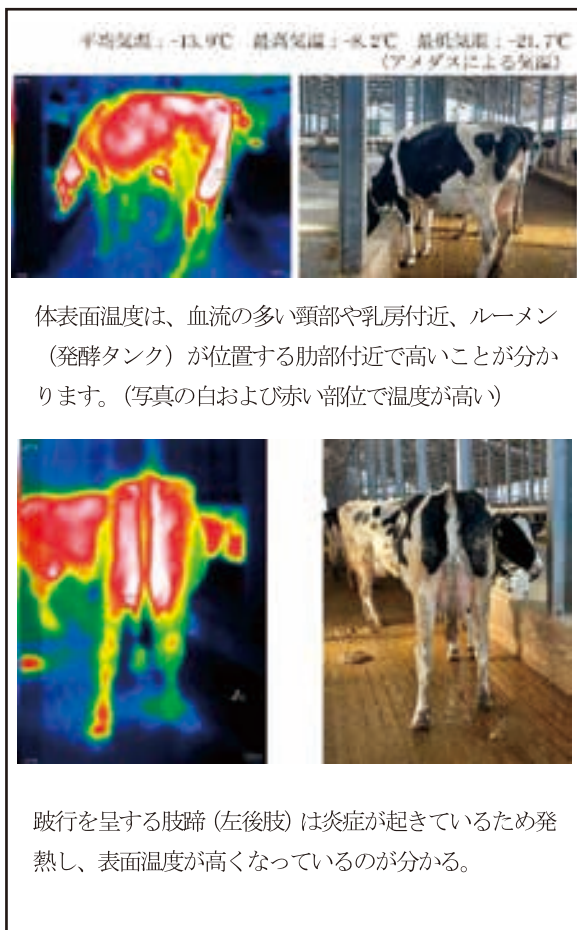 平均気温：-13.9℃　最高気温：-8.2℃　最低気温：-21.7℃
（アメダスによる気温）
体表面温度は、血流の多い頸部や乳房付近、ルーメン
（発酵タンク）が位置する肋部付近で高いことが分か
ります。（写真の白および赤い部位で温度が高い）
跛行を呈する肢蹄（左後肢）は炎症が起きているため発
熱し、表面温度が高くなっているのが分かる。